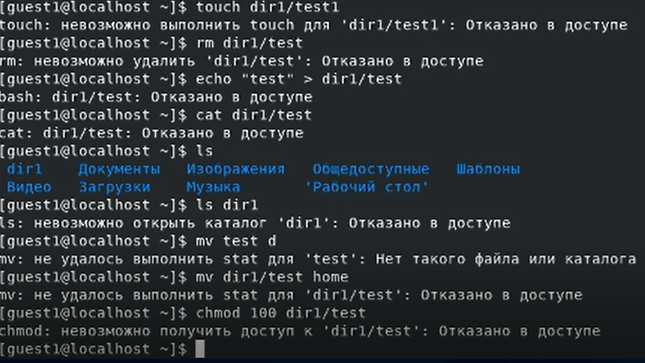 [guest1@localhost ~]$ touch dir1/test1
touch: невозможно выполнить touch для 'dir1/test1': Отказано в доступе
[guest1@localhost ~]$ rm dir1/test
rm: невозможно удалить 'dir1/test': Отказано в доступе
[guest1@localhost ~]$ echo "test" > dir1/test
bash: dir1/test: Отказано в доступе
[guest1@localhost ~]$ cat dir1/test
cat: dir1/test: Отказано в доступе
[guest1@localhost ~]$ ls
dir1 Документы Изображения Общедоступные Шаблоны
Видео Загрузки Музыка 'Рабочий стол'
[guest1@localhost ~]$ ls dir1
ls: невозможно открыть каталог 'dir1': Отказано в доступе
[guest1@localhost ~]$ mv test d
mv: не удалось выполнить stat для 'test': Нет такого файла или каталога
[guest1@localhost ~]$ mv dir1/test home
mv: не удалось выполнить stat для 'dir1/test': Отказано в доступе
[guest1@localhost ~]$ chmod 100 dir1/test
chmod: невозможно получить доступ к 'dir1/test': Отказано в доступе
[guest1@localhost ~]$